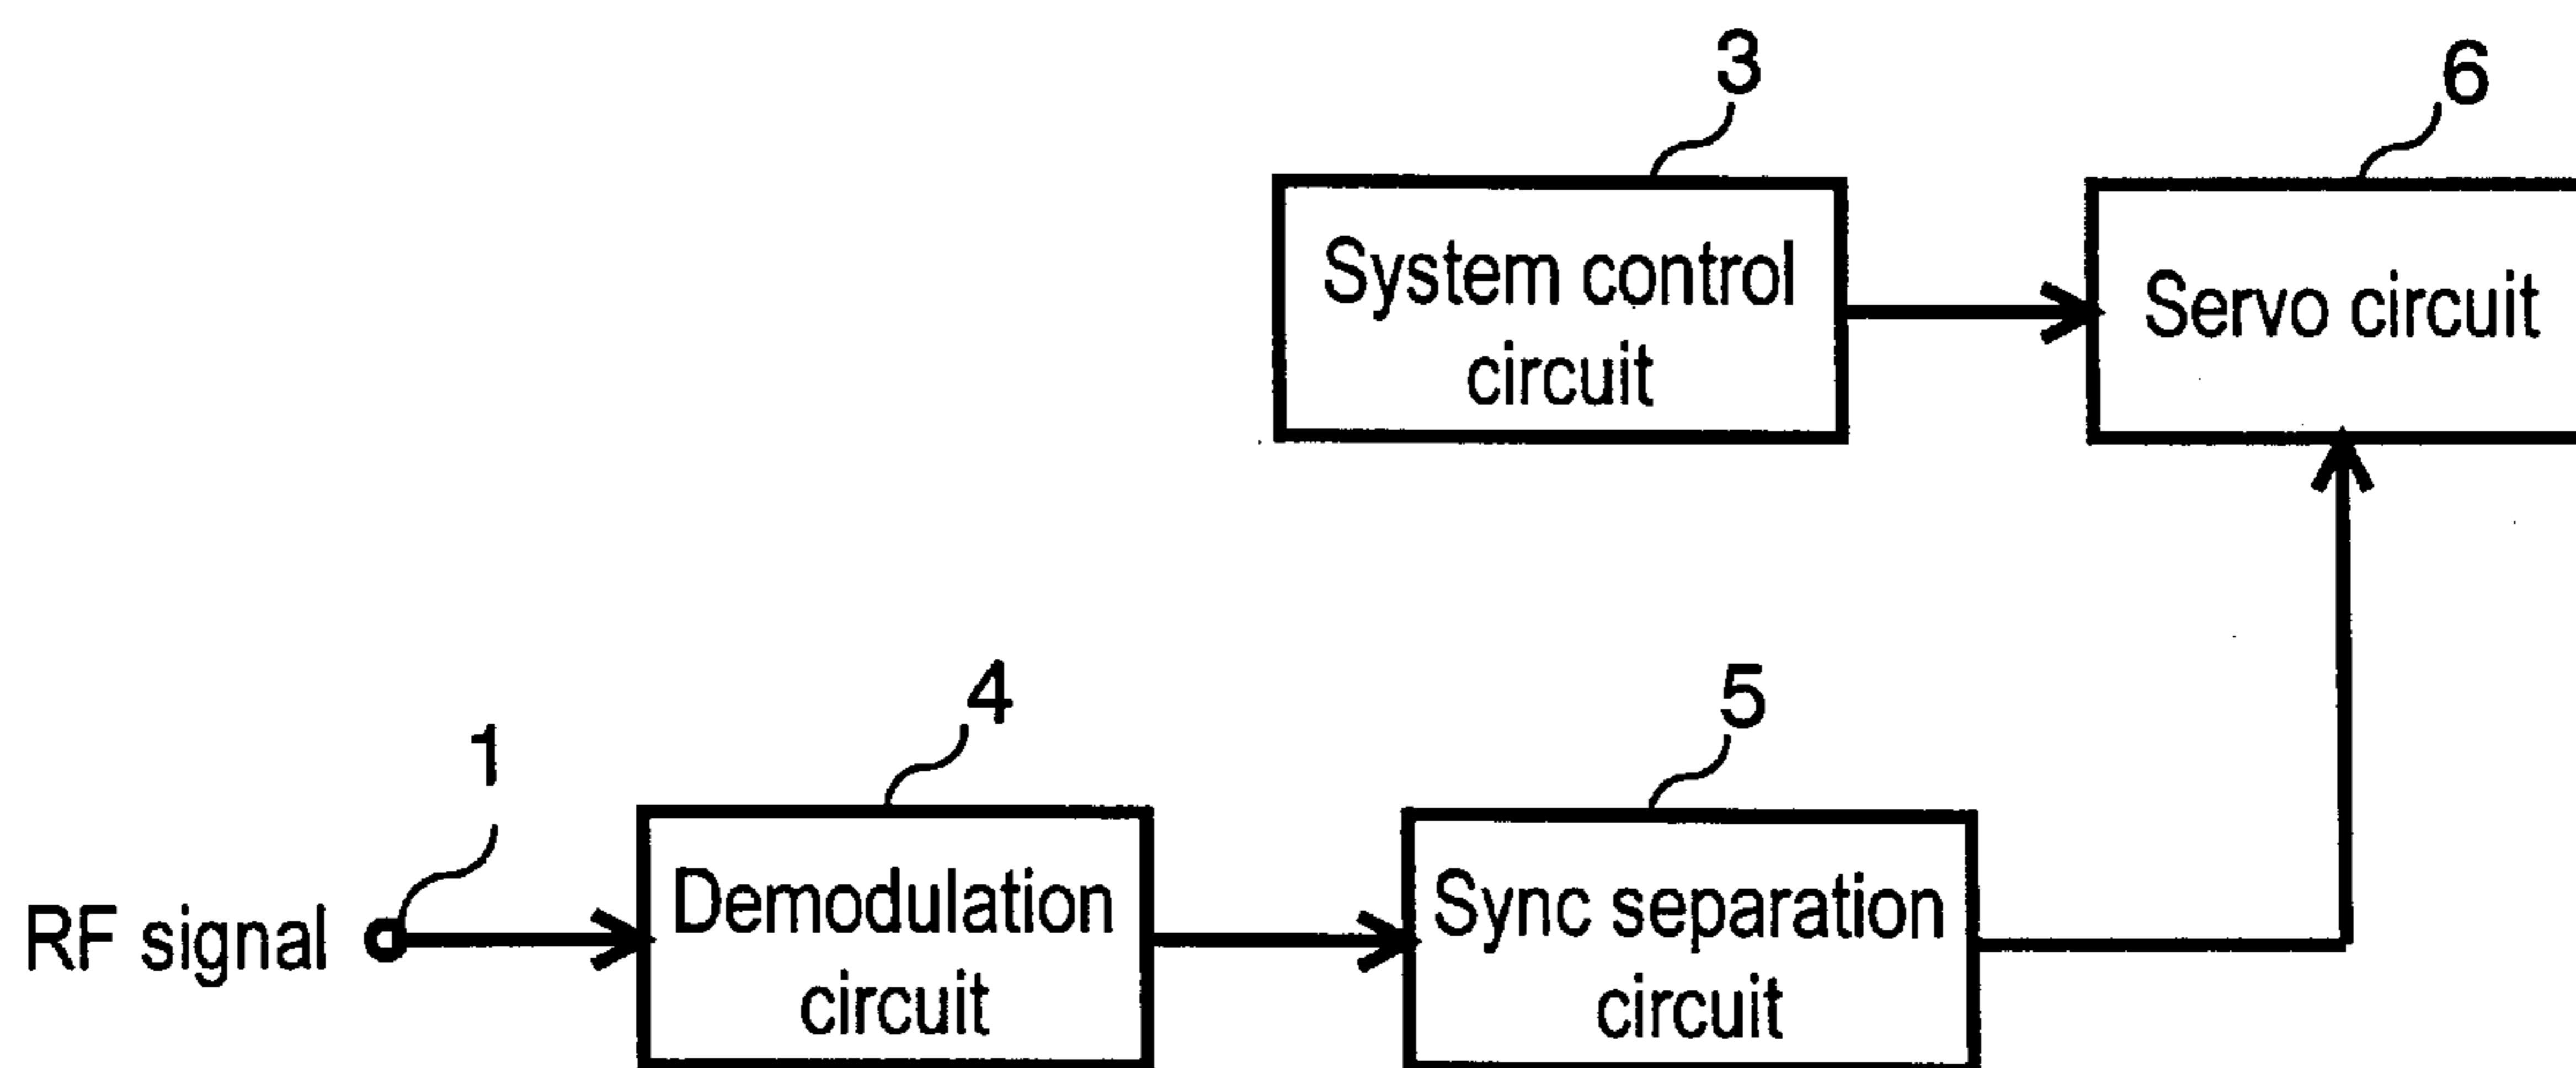 3
6
System control
circuit
Servo circuit
1
4
5
RF signal
Demodulation
circuit
Sync separation
circuit